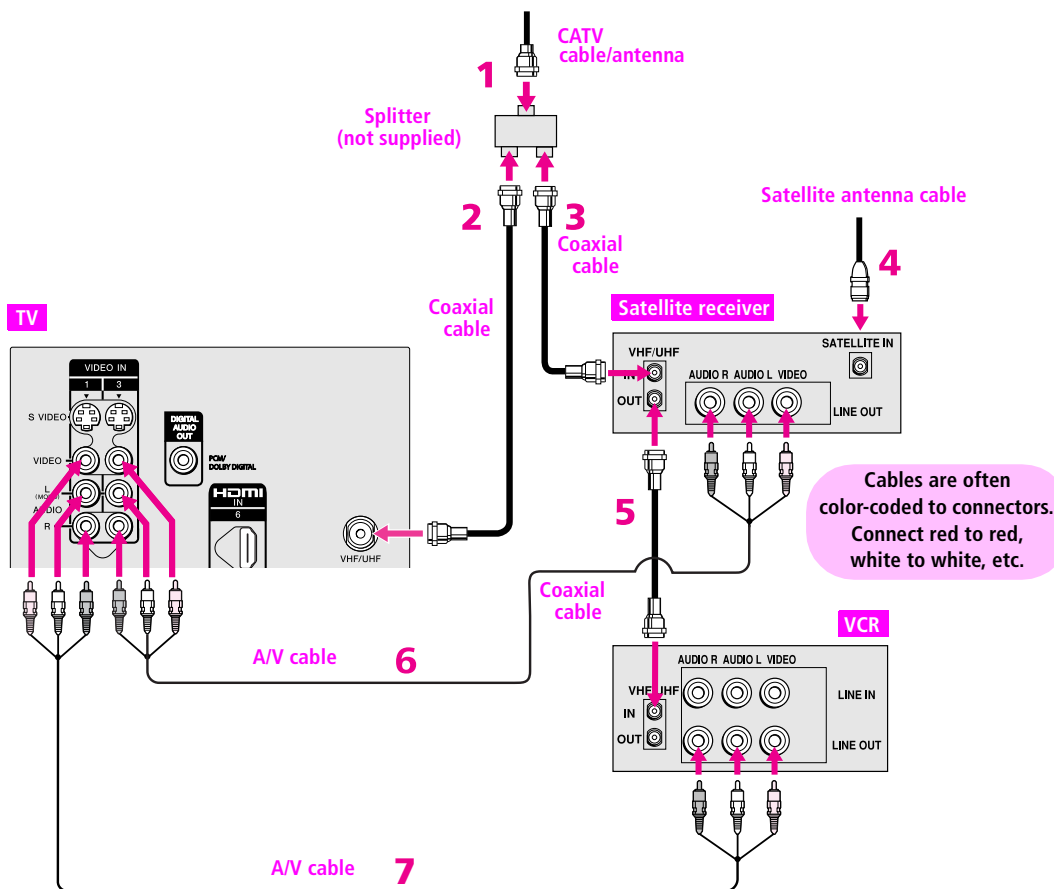 CATV
cable/antenna
1
Splitter
(not supplied)
2
3
Satellite antenna cable
Coaxial
cable
4
Coaxial
cable
TV
Satellite receiver
VIDEO IN
1 3
S VIDEO
VIDEO
L
(MONO)
AUDIO
R
DIGITAL
AUDIO
OUT
PCM/
DOLBY DIGITAL
HDMI
IN
6
VHF/UHF
VHF/UHF
IN
OUT
AUDIO R AUDIO L VIDEO
LINE OUT
SATELLITE IN
Cables are often
color-coded to connectors.
Connect red to red,
white to white, etc.
5
Coaxial
cable
VCR
A/V cable
6
AUDIO R AUDIO L VIDEO
VHF/UHF
IN
OUT
LINE IN
LINE OUT
A/V cable
7